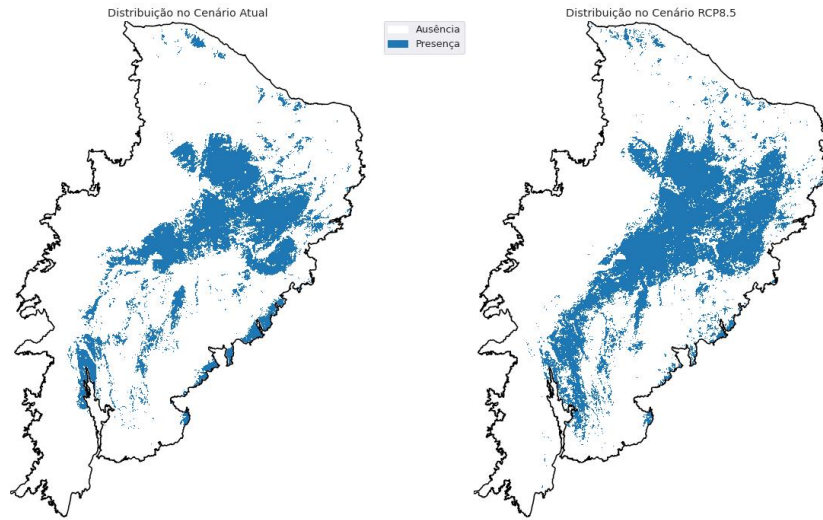 Distribuição no Cenário Atual
Ausência
Presença
Distribuição no Cenário RCP8.5